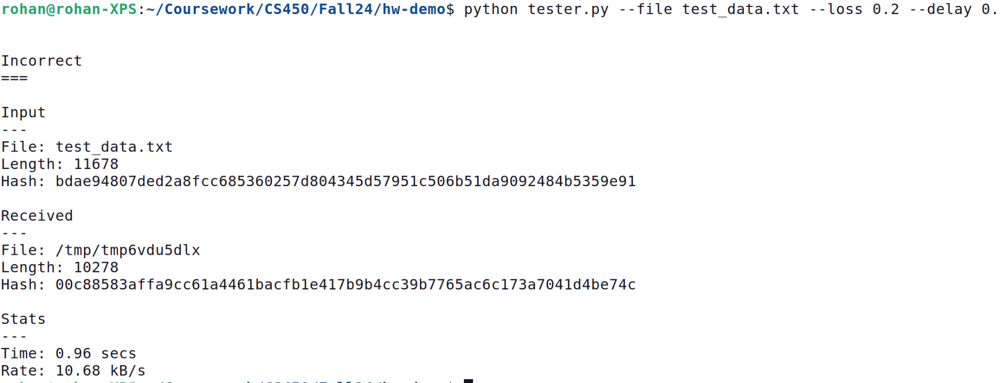 rohan@rohan-XPS:~/Coursework/CS450/Fall24/hw-demo$ python tester.py --file test_data.txt --loss 0.2 --delay 0.
Incorrect
===
Input
---
File: test_data.txt
Length: 11678
Hash: bdae94807ded2a8fcc685360257d804345d57951c506b51da9092484b5359e91
Received
---
File: /tmp/tmp6vdu5dlx
Length: 10278
Hash: 00c88583affa9cc61a4461bacfb1e417b9b4cc39b7765ac6c173a7041d4be74c
Stats
---
Time: 0.96 secs
Rate: 10.68 kB/s